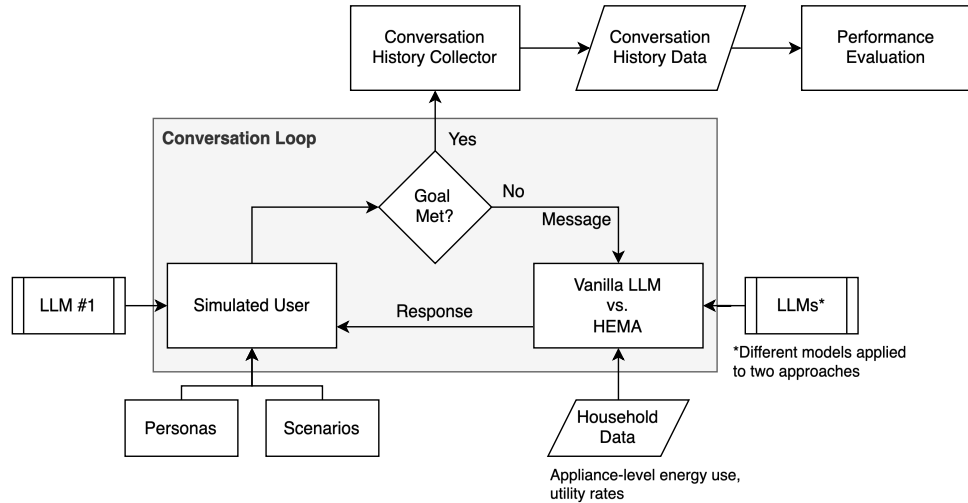 Conversation
History Collector
Conversation
History Data
Performance
Evaluation
Conversation Loop
Yes
Goal
Met?
No
Message
LLM #1
Simulated User
Response
Vanilla LLM
vs.
HEMA
LLMs*
*Different models applied
to two approaches
Personas
Scenarios
Household
Data
Appliance-level energy use,
utility rates